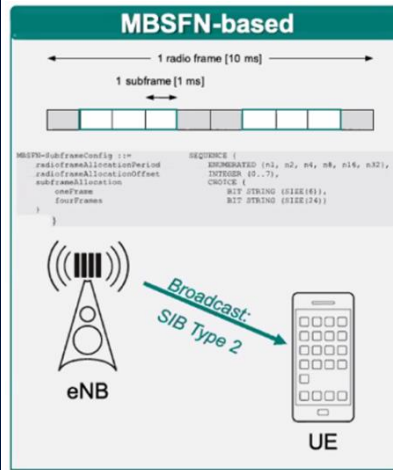 MBSFN-based
1 radio frame [10 ms]
1 subframe [1 ms]
MBSFN-SubframeConfig ::= SEQUENCE {
radioframeAllocationPeriod ENUMERATED {n1, n2, n4, n8, n16, n32},
radioframeAllocationOffset INTEGER (0..7),
subframeAllocation CHOICE {
oneFrame BIT STRING (SIZE(6)),
fourFrames BIT STRING (SIZE(24))
}
}
Broadcast:
SIB Type 2
eNB
UE